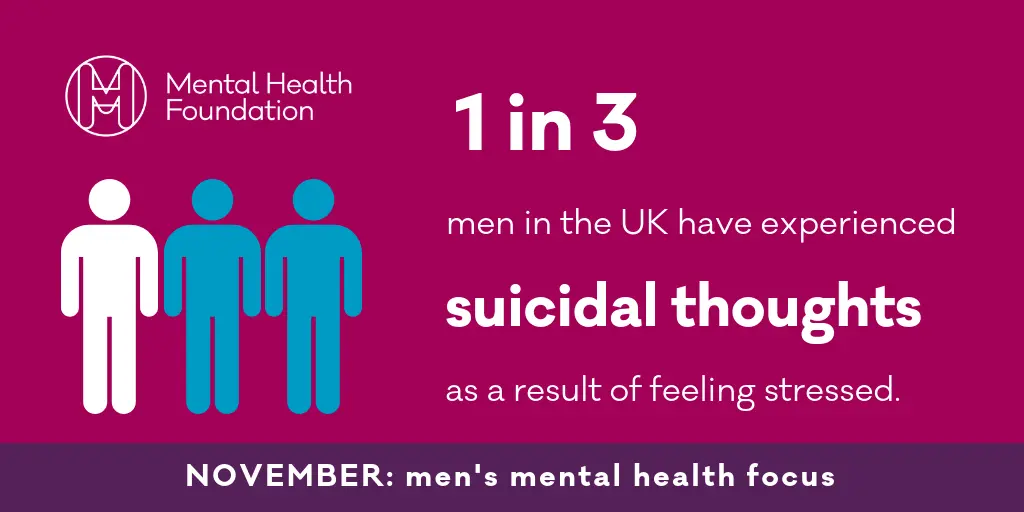 Mental Health
Foundation
1 in 3
men in the UK have experienced
suicidal thoughts
as a result of feeling stressed.
NOVEMBER: men's mental health focus